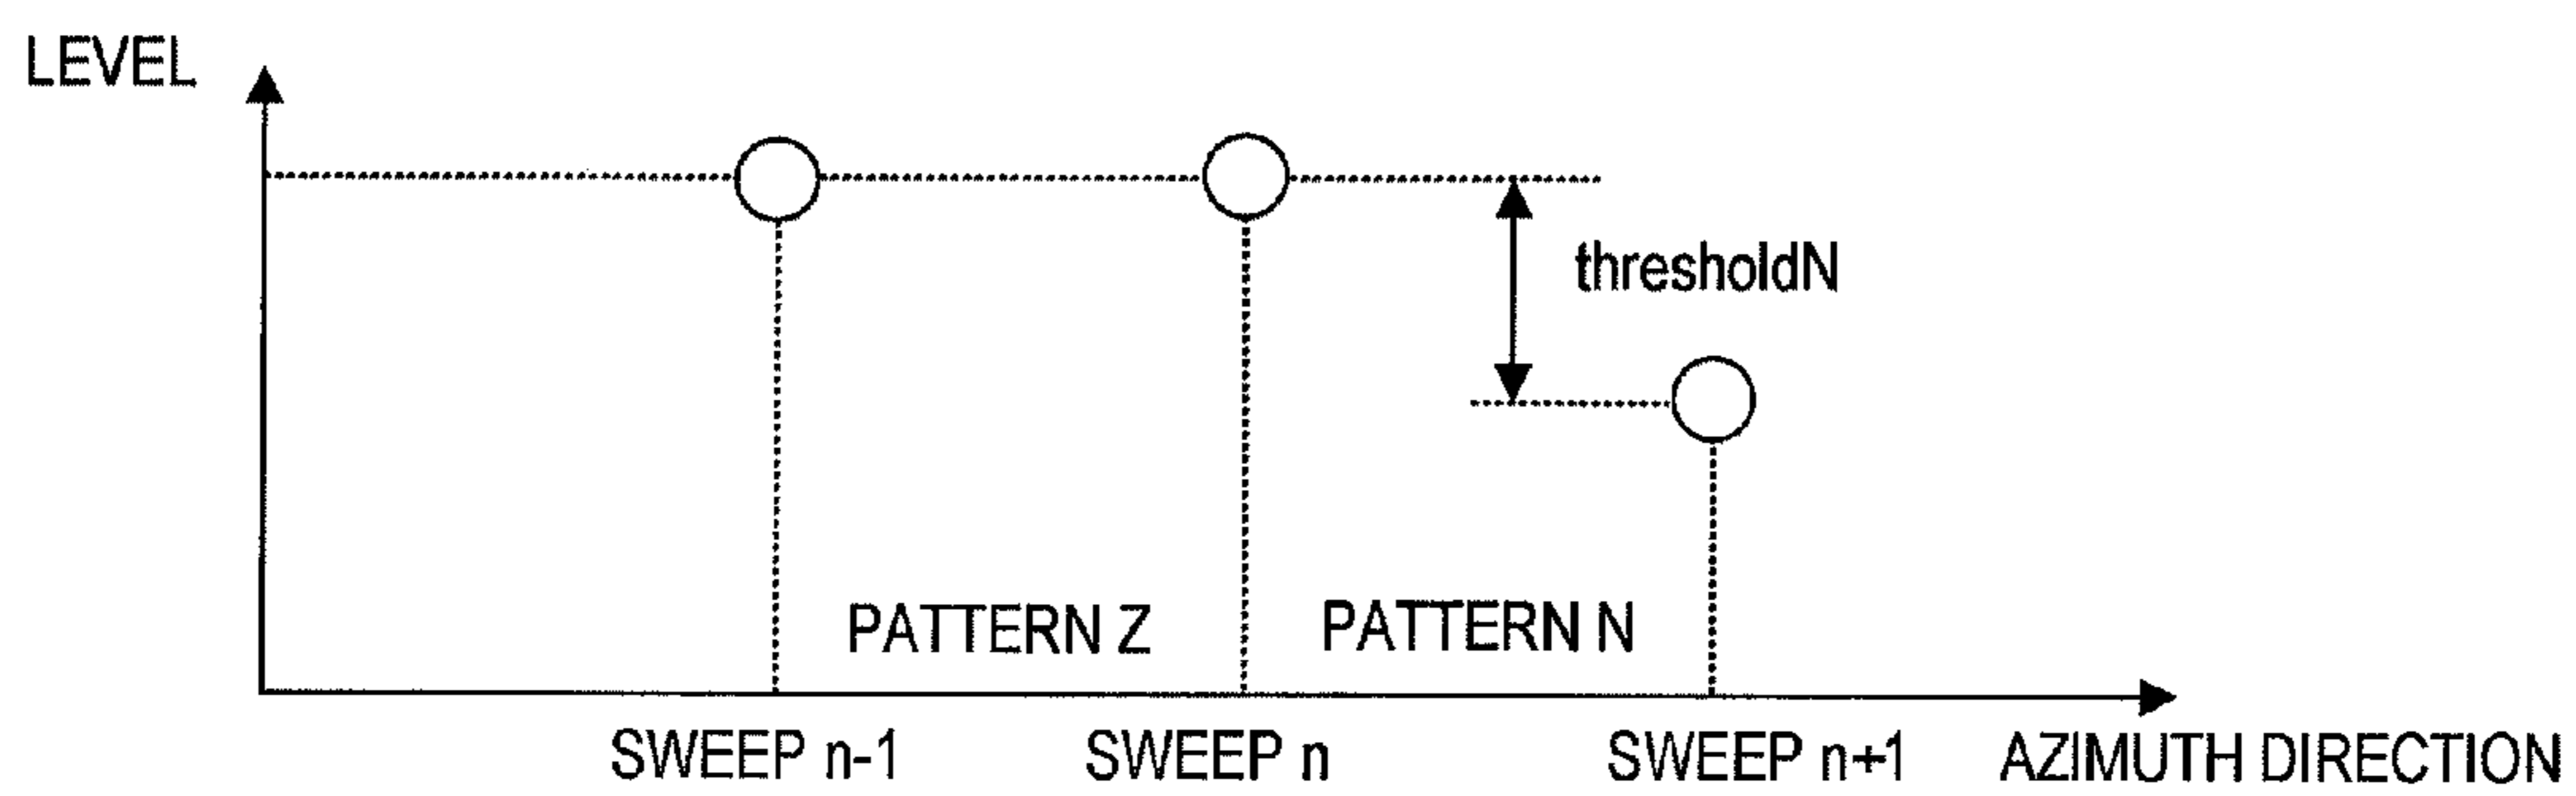 LEVEL
thresholdN
PATTERN Z
PATTERN N
SWEEP n-1
SWEEP n
SWEEP n+1
AZIMUTH DIRECTION